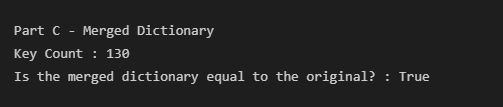 Part C - Merged Dictionary
Key Count : 130
Is the merged dictionary equal to the original? : True